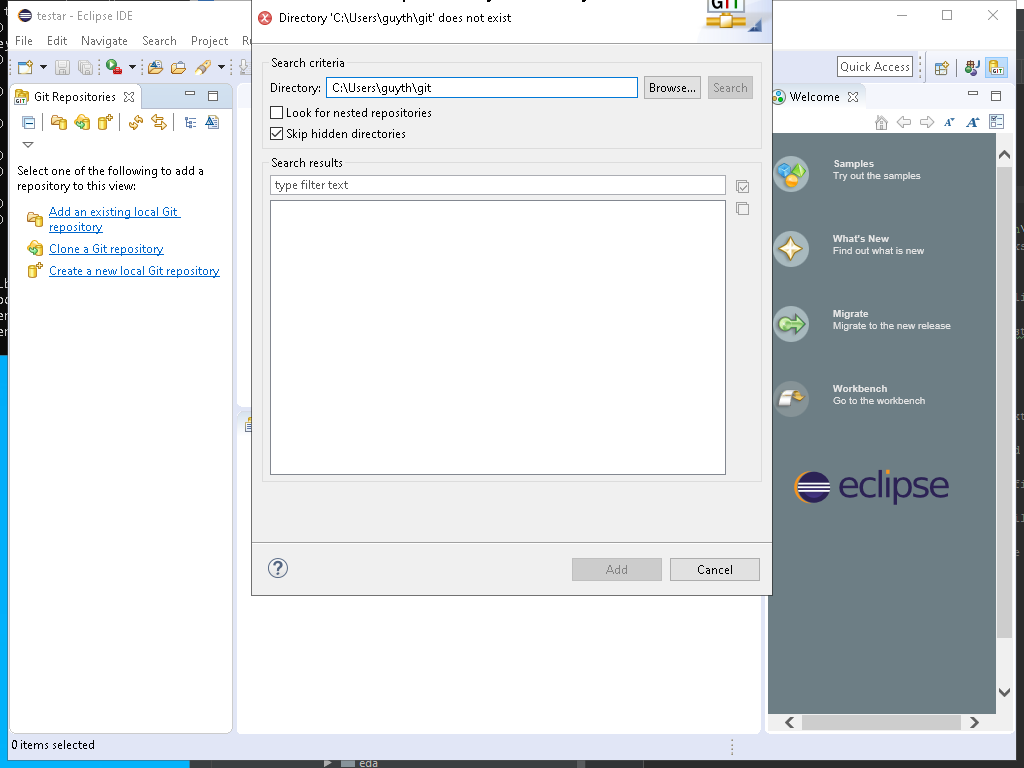 testar - Eclipse IDE
File Edit Navigate Search Project
Directory 'C:\Users\guyth\git' does not exist
GIT
Search criteria
Directory: C:\Users\guyth\git Browse... Search
Look for nested repositories
Skip hidden directories
Search results
type filter text
Add Cancel
Quick Access
GIT
Git Repositories
Select one of the following to add a
repository to this view:
Add an existing local Git
repository
Clone a Git repository
Create a new local Git repository
Welcome
Samples
Try out the samples
What's New
Find out what is new
Migrate
Migrate to the new release
Workbench
Go to the workbench
eclipse
0 items selected
eda